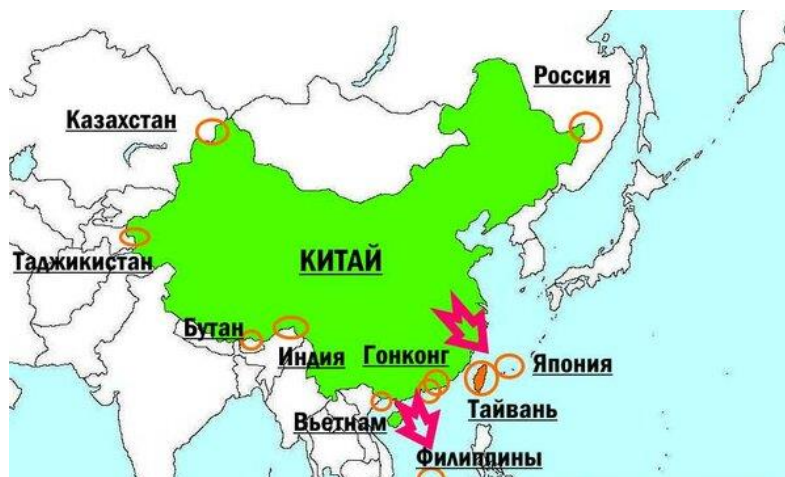 Россия
Казахстан
Таджикистан
КИТАЙ
Бутан
Индия
Гонконг
Япония
Вьетнам
Тайвань
Филиппины